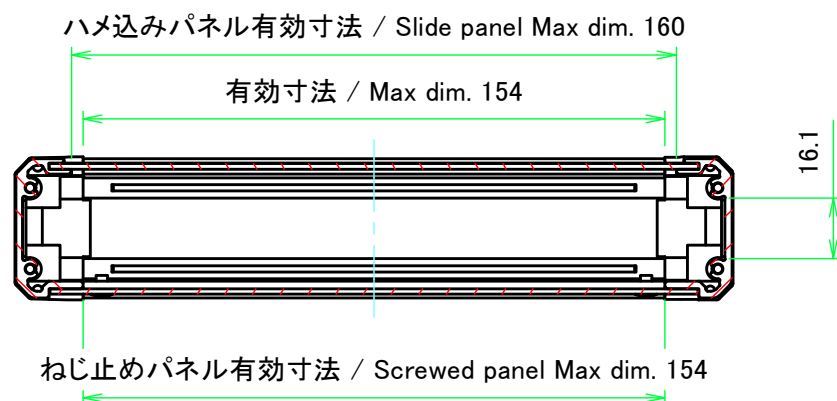 ハメ込みパネル有効寸法 / Slide panel Max dim. 160
有効寸法 / Max dim. 154
16.1
ねじ止めパネル有効寸法 / Screwed panel Max dim. 154